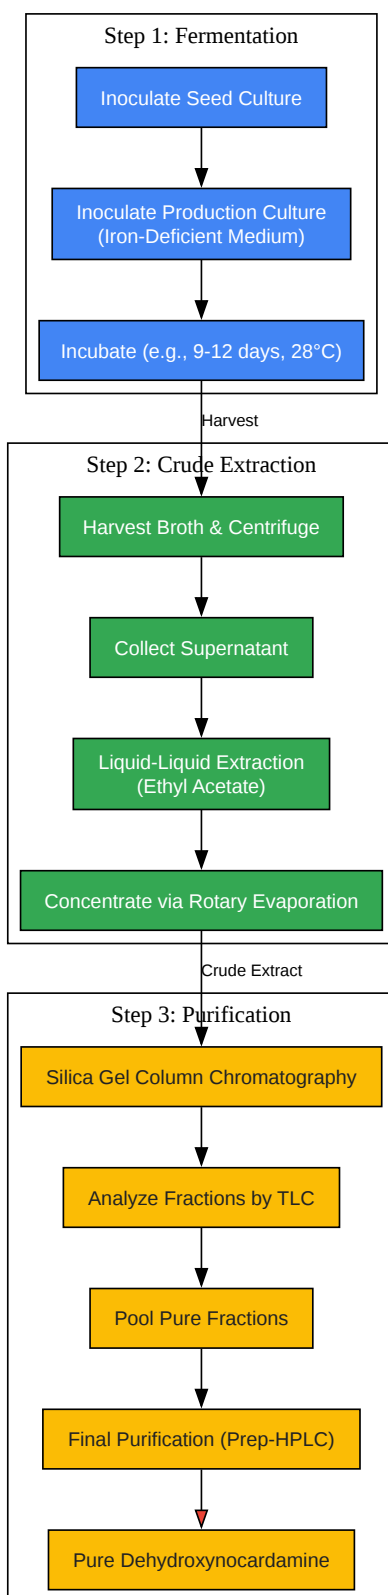 Step 1: Fermentation
Inoculate Seed Culture
Inoculate Production Culture
(Iron-Deficient Medium)
Incubate (e.g., 9-12 days, 28°C)
Harvest
Step 2: Crude Extraction
Harvest Broth & Centrifuge
Collect Supernatant
Liquid-Liquid Extraction
(Ethyl Acetate)
Concentrate via Rotary Evaporation
Crude Extract
Step 3: Purification
Silica Gel Column Chromatography
Analyze Fractions by TLC
Pool Pure Fractions
Final Purification (Prep-HPLC)
Pure Dehydroxynocardamine